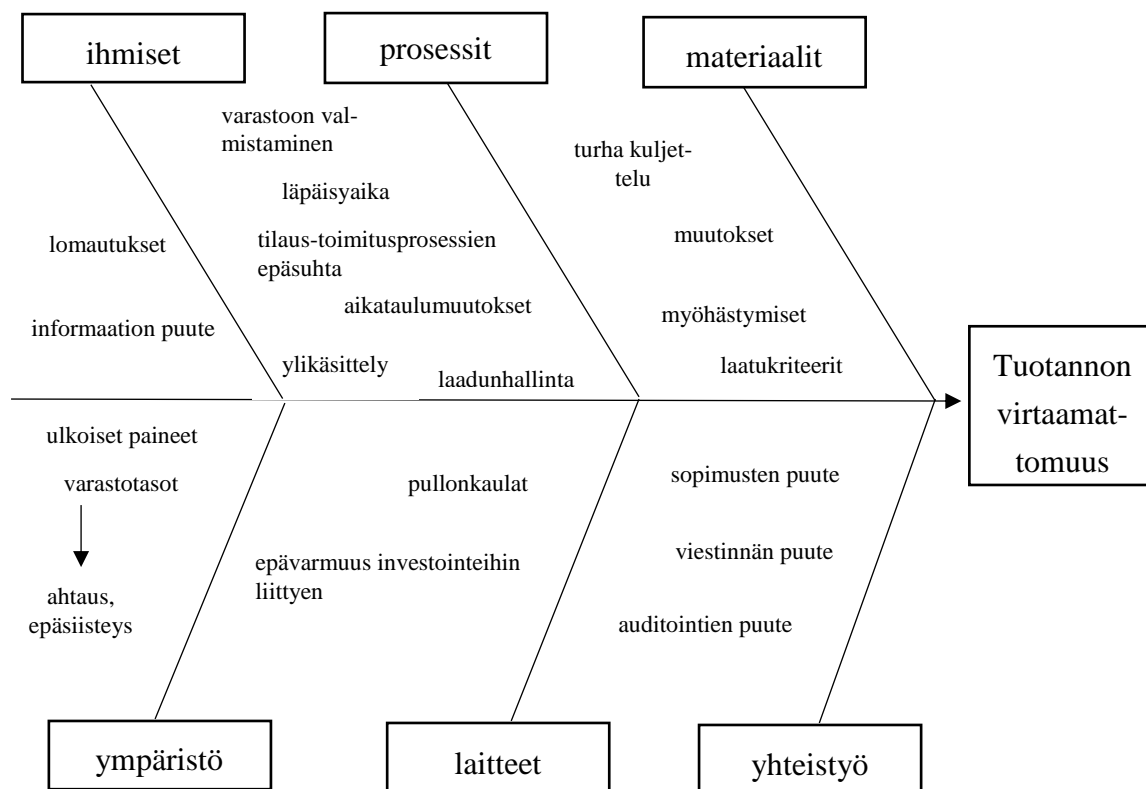 ihmiset
prosessit
materiaalit
varastoon val-
mistaminen
turha kuljet-
telu
läpäisyaika
lomautukset
tilaus-toimitusprosessien
epäsuhta
muutokset
aikataulumuutokset
informaation puute
myöhästymiset
ylikäsittely
laadunhallinta
laatukriteerit
Tuotannon
virtaamat-
tomuus
ulkoiset paineet
varastotasot
pullonkaulat
sopimusten puute
epävarmuus investointeihin
liittyen
viestinnän puute
ahtaus,
epäsiisteys
auditointien puute
ympäristö
laitteet
yhteistyö